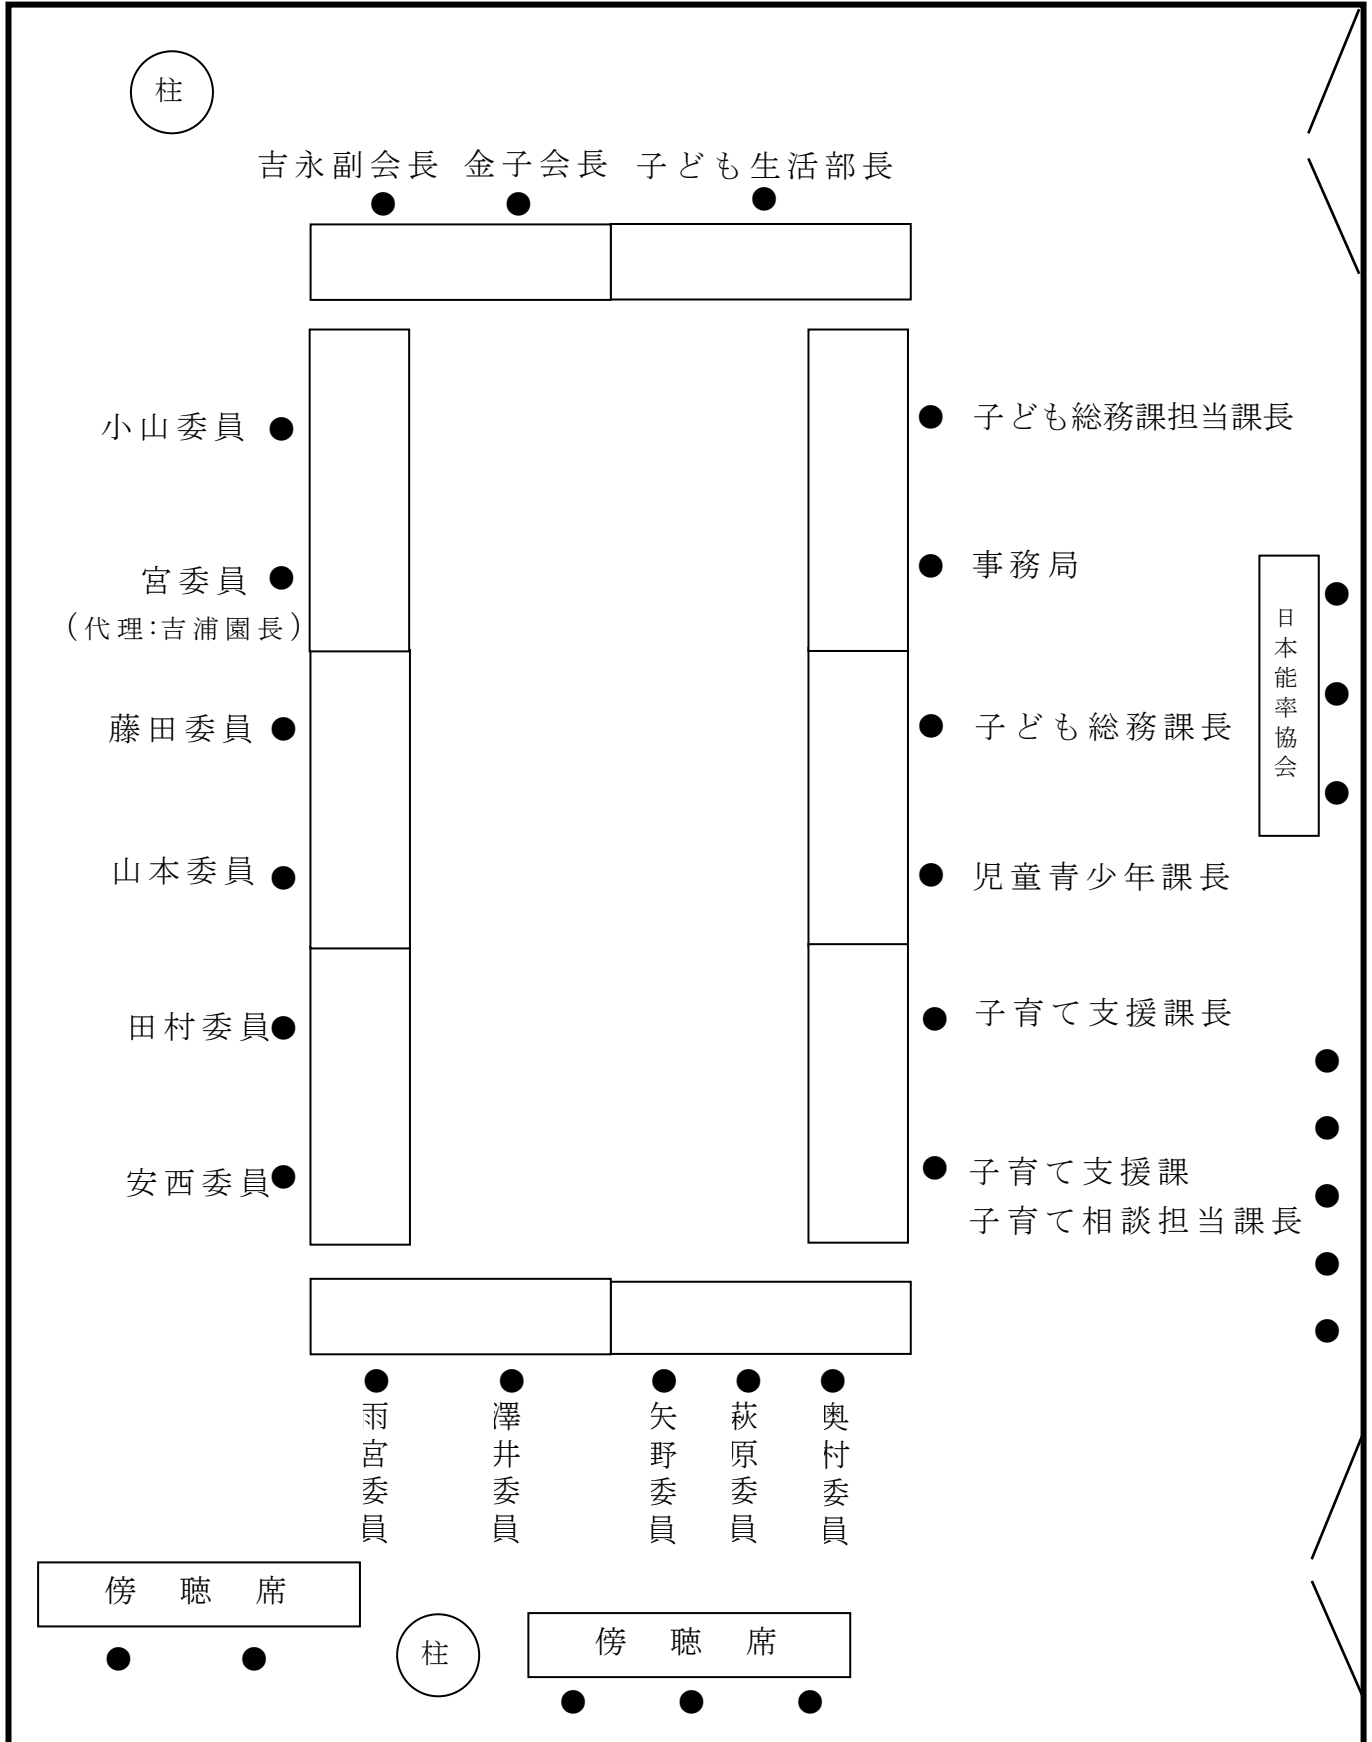 柱
吉永副会長 金子会長 子ども生活部長
小山委員
子ども総務課担当課長
宮委員
(代理:吉浦園長)
事務局
日本能率協会
藤田委員
子ども総務課長
山本委員
児童青少年課長
田村委員
子育て支援課長
安西委員
子育て支援課
子育て相談担当課長
雨宮委員
澤井委員
矢野委員
萩原委員
奥村委員
傍聴席
柱
傍聴席